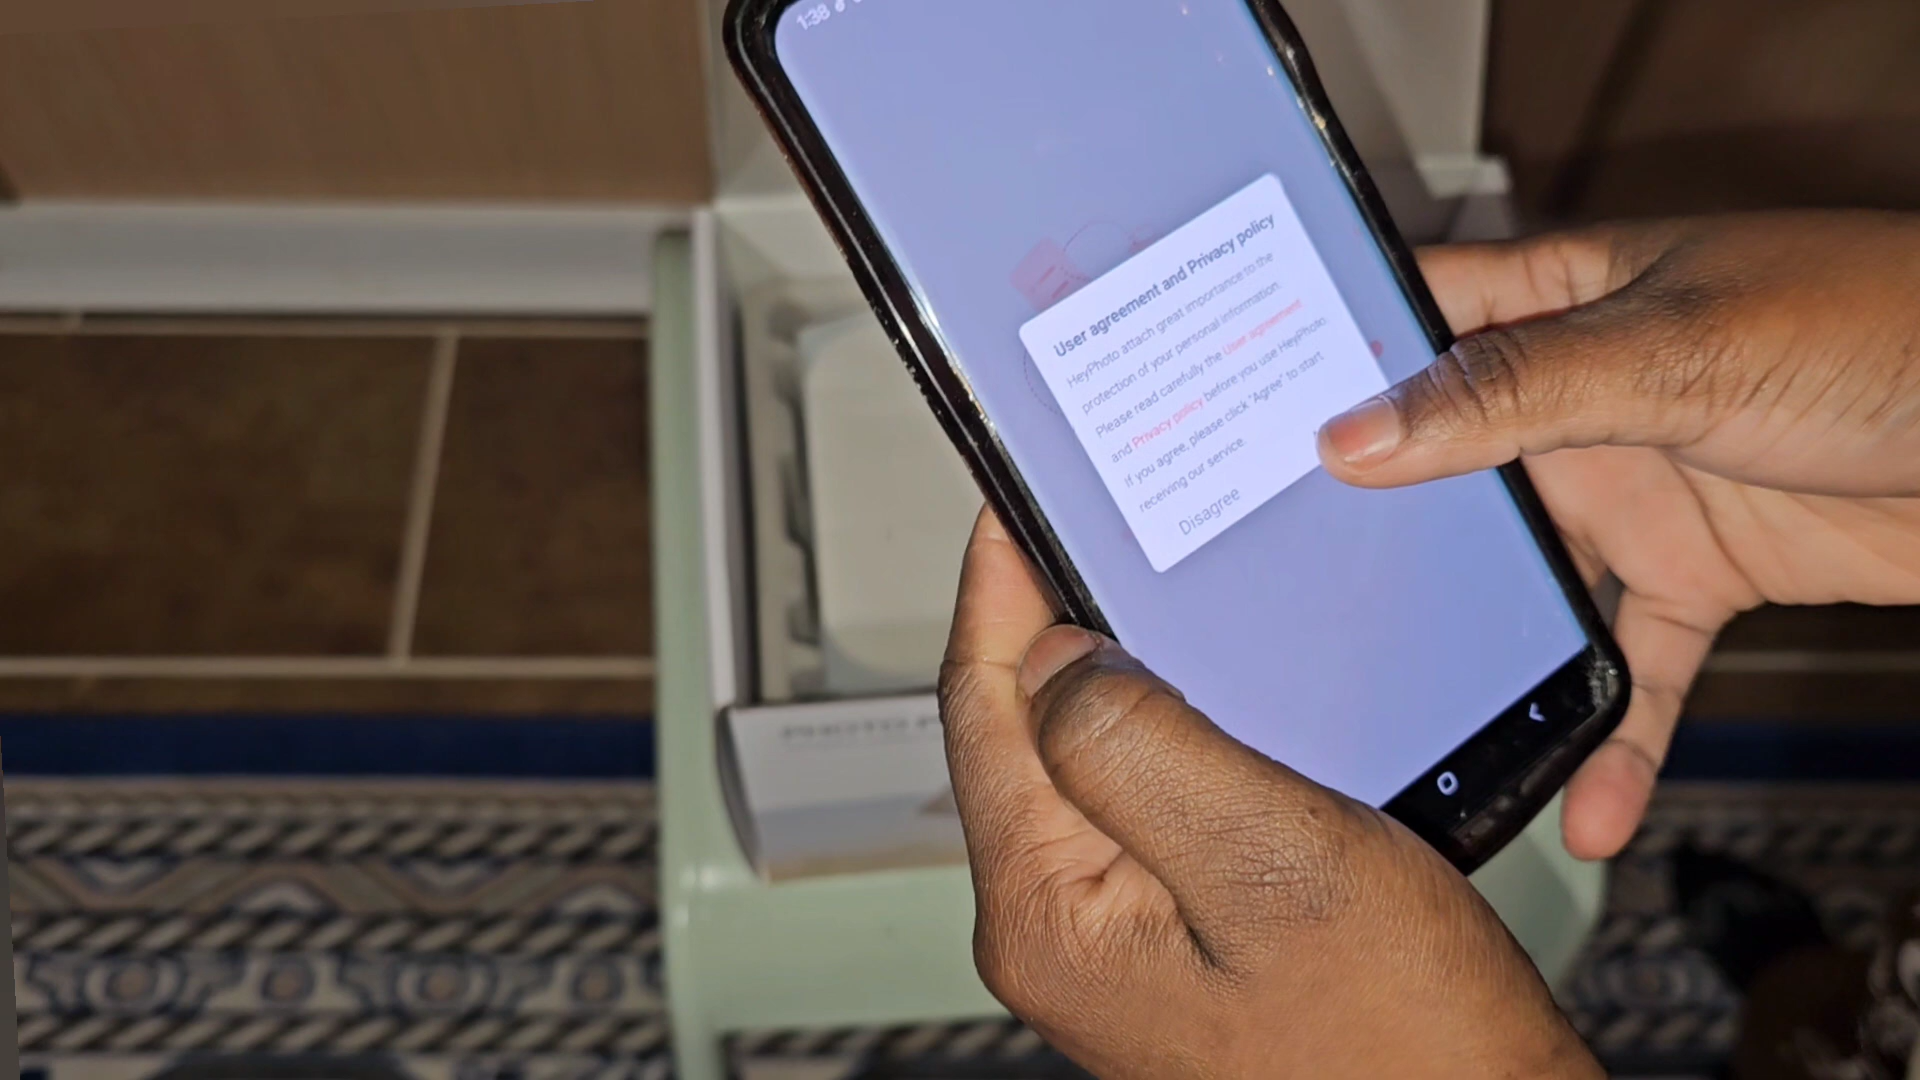 1:38
User agreement and Privacy policy
HeyPhoto attach great importance to the
protection of your personal information.
Please read carefully the User agreement
and Privacy policy before you use HeyPhoto
If you agree, please click "Agree" to start
receiving our service.
Disagree